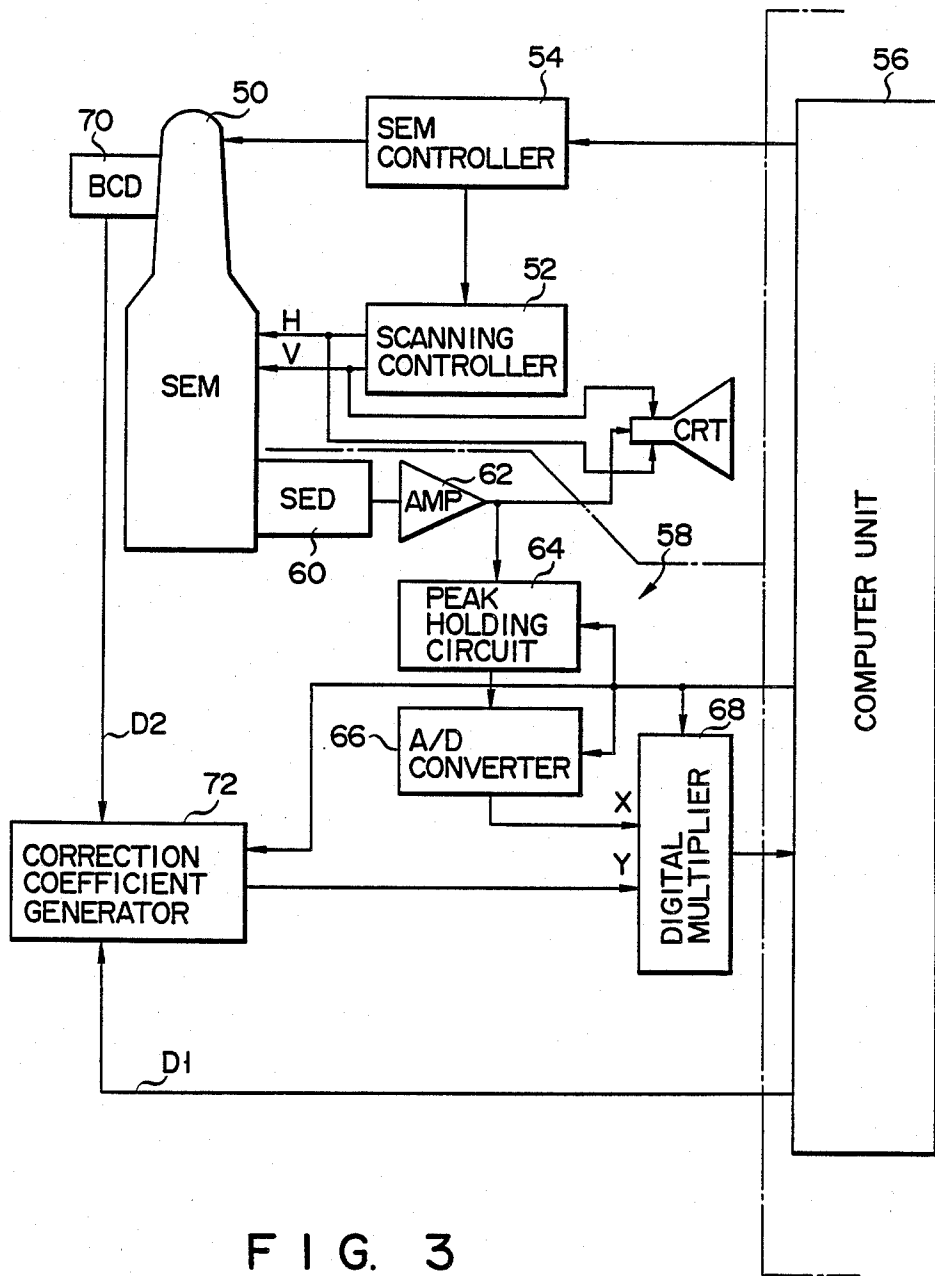 54
56
50
70
SEM
CONTROLLER
BCD
52
H
SCANNING
V
CONTROLLER
SEM
CRT
62
SED
AMP
58
64
60
PEAK
HOLDING
CIRCUIT
COMPUTER UNIT
68
D2
66
A/D
CONVERTER
72
X
CORRECTION
COEFFICIENT
GENERATOR
Y
DIGITAL
MULTIPLIER
D1
FIG. 3